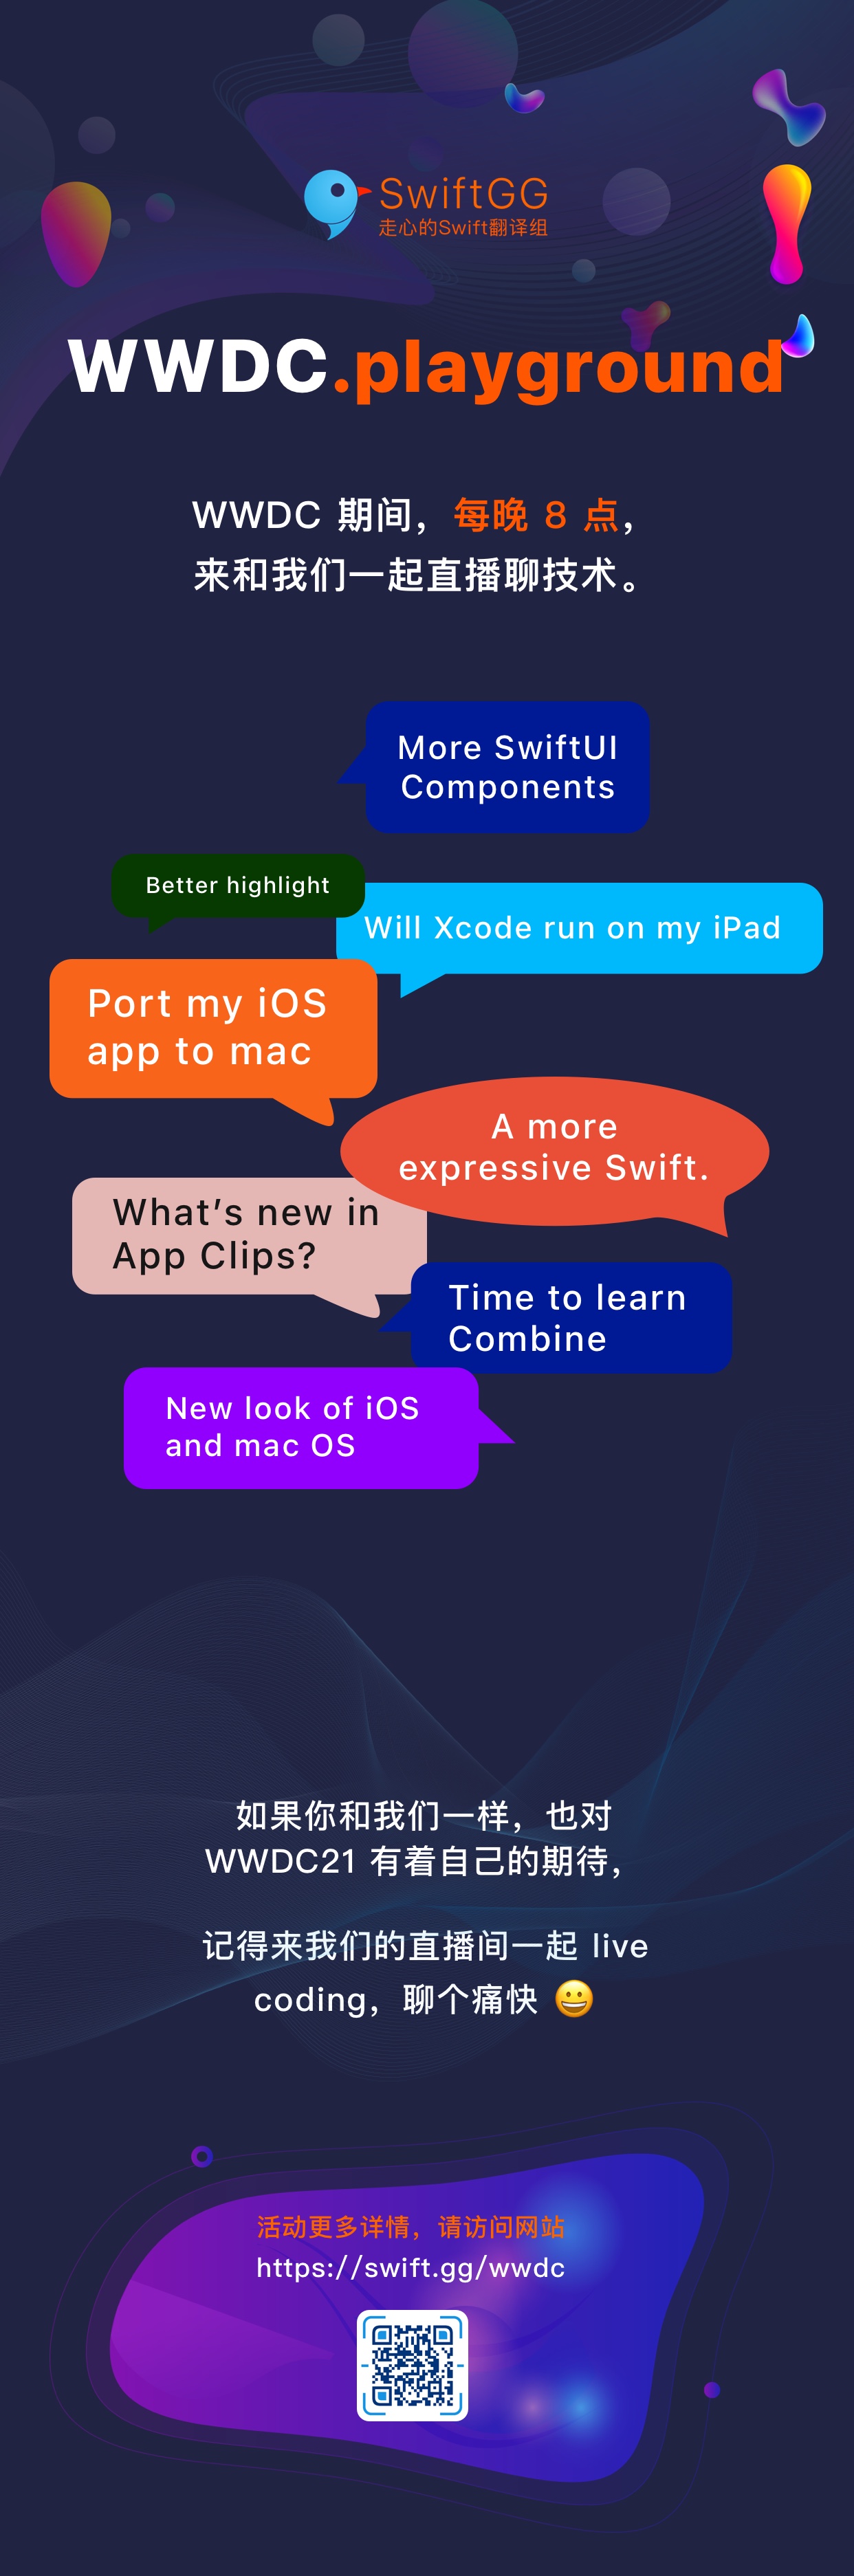 SwiftGG
走心的Swift翻译组
WWDC.playground
WWDC 期间，每晚 8 点，
来和我们一起直播聊技术。
More SwiftUI
Components
Better highlight
Will Xcode run on my iPad
Port my iOS
app to mac
A more
expressive Swift.
What’s new in
App Clips?
Time to learn
Combine
New look of iOS
and mac OS
如果你和我们一样，也对
WWDC21 有着自己的期待，
记得来我们的直播间一起 live
coding，聊个痛快 😀
活动更多详情，请访问网站
https://swift.gg/wwdc